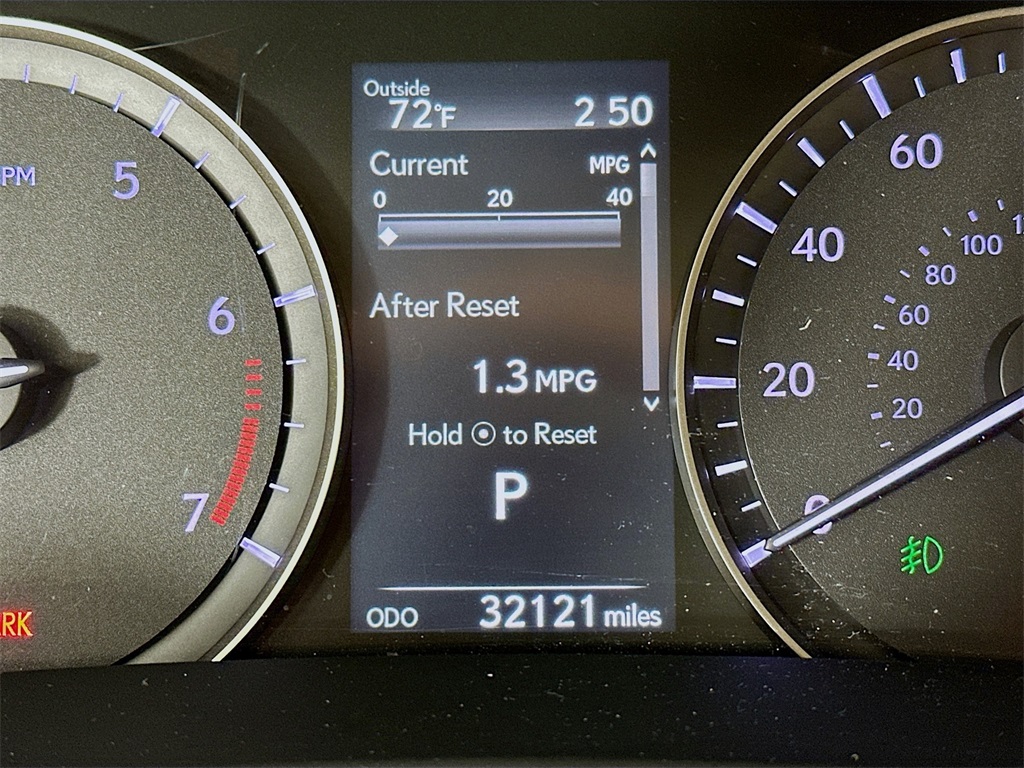 Outside
72°F 2 50
Current MPG
0 20 40
After Reset
1.3 MPG
Hold to Reset
P
ODO 32121 miles
PM
5
6
7
RK
60
40
20
0
100
80
60
40
20